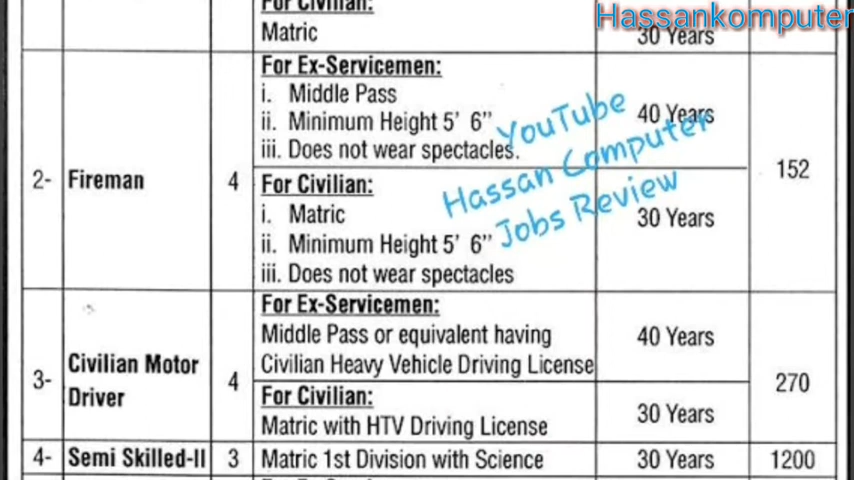 For Civilian:
Hassankomputer
Matric
30 Years
For Ex-Servicemen:
i. Middle Pass
ii. Minimum Height 5' 6"
iii. Does not wear spectacles.
40 Years
YouTube
Hassan Computer
Jobs Review
2- Fireman 4
152
For Civilian:
i. Matric
ii. Minimum Height 5' 6"
iii. Does not wear spectacles
30 Years
For Ex-Servicemen:
Middle Pass or equivalent having
Civilian Heavy Vehicle Driving License
40 Years
3- Civilian Motor
Driver
4
270
For Civilian:
Matric with HTV Driving License
30 Years
4- Semi Skilled-II 3 Matric 1st Division with Science 30 Years 1200